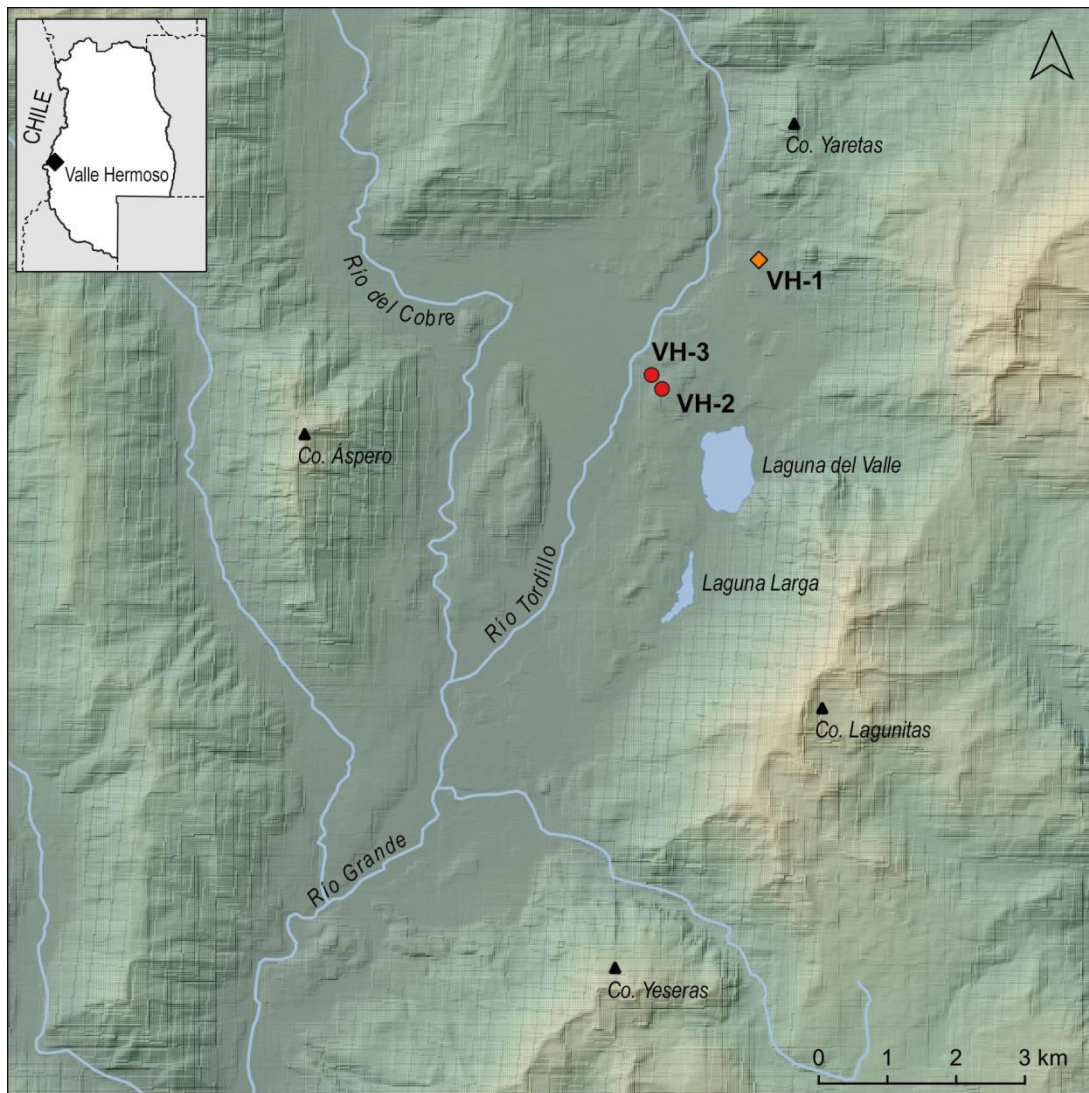 CHILE
Valle Hermoso
Co. Yaretas
VH-1
Río del Cobre
VH-3
VH-2
Co. Áspero
Laguna del Valle
Río Tordillo
Laguna Larga
Co. Lagunitas
Río Grande
Co. Yeseras
0 1 2 3 km